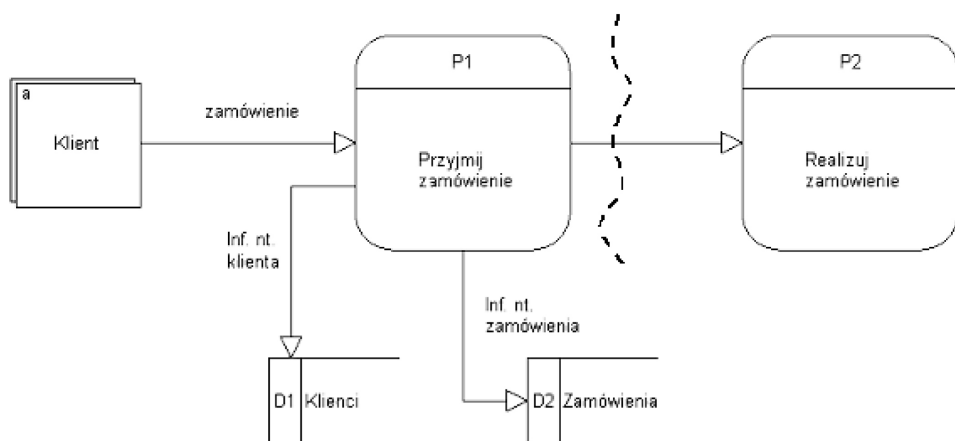 a
Klient
zamówienie
P1
Przyjmij
zamówienie
P2
Realizuj
zamówienie
Inf. nt.
klienta
Inf. nt.
zamówienia
D1 Klienci
D2 Zamówienia